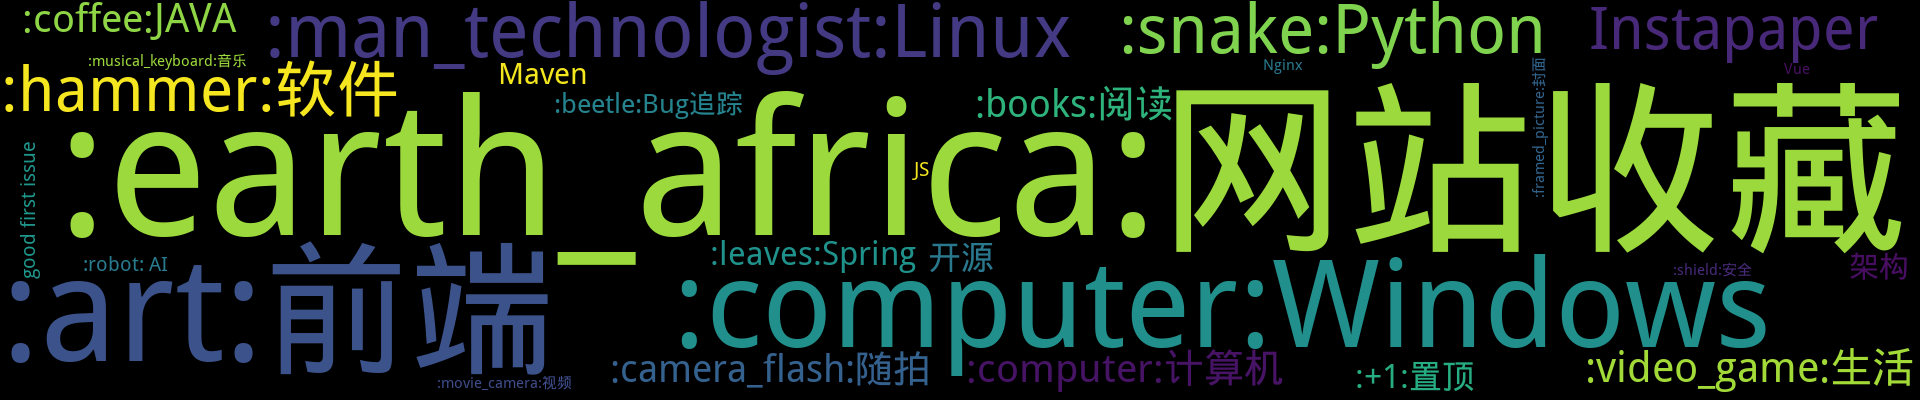 :coffee:JAVA
:man_technologist:Linux
:snake:Python
Instapaper
:musical_keyboard:音乐
:hammer:软件
Maven
:beetle:Bug追踪
:books:阅读
Nginx
:framed_picture:封面
Vue
:earth_africa:网站收藏
JS
good first issue
:robot: AI
:art:前端
:leaves:Spring
开源
:computer:Windows
:shield:安全
架构
:movie_camera:视频
:camera_flash:随拍
:computer:计算机
:+1:置顶
:video_game:生活